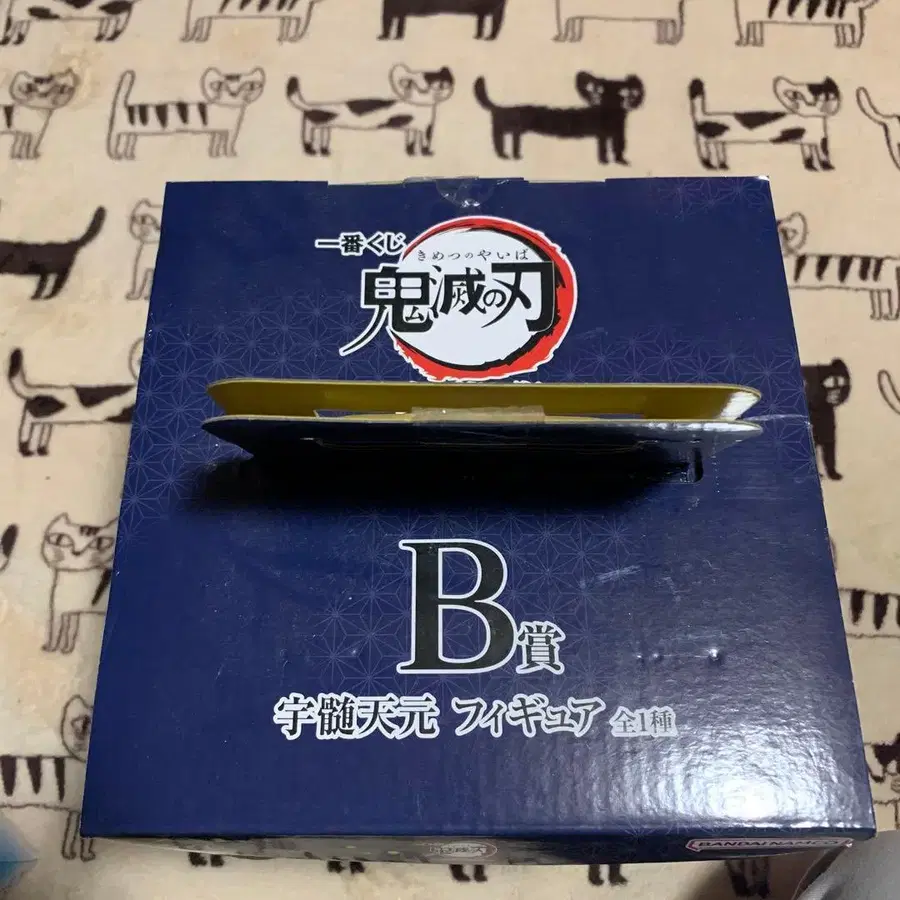 一番くじ
きめつのやいば
鬼滅の刃
B賞
宇髄天元 フィギュア 全1種
BANDAI NAMCO